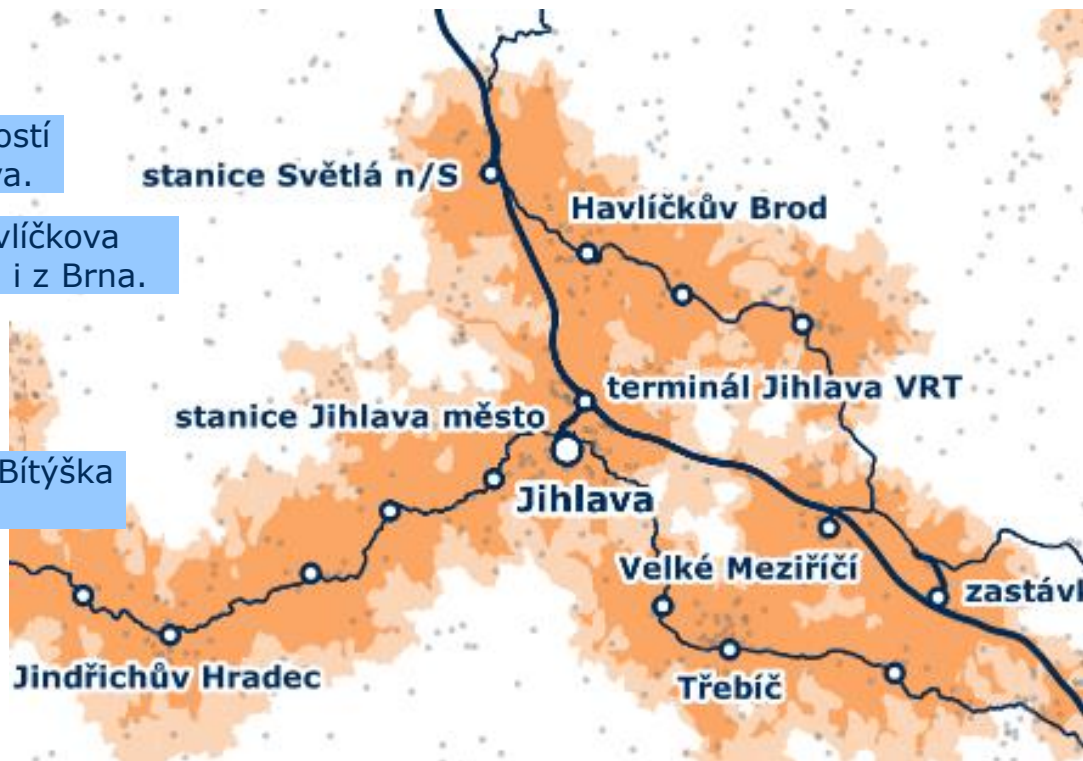 ostí
va.
stanice Světlá n/S
Havlíčkův Brod
vlíčkova
i z Brna.
terminál Jihlava VRT
stanice Jihlava město
Bítýška
Jihlava
Velké Meziříčí
zastáv
Jindřichův Hradec
Třebíč